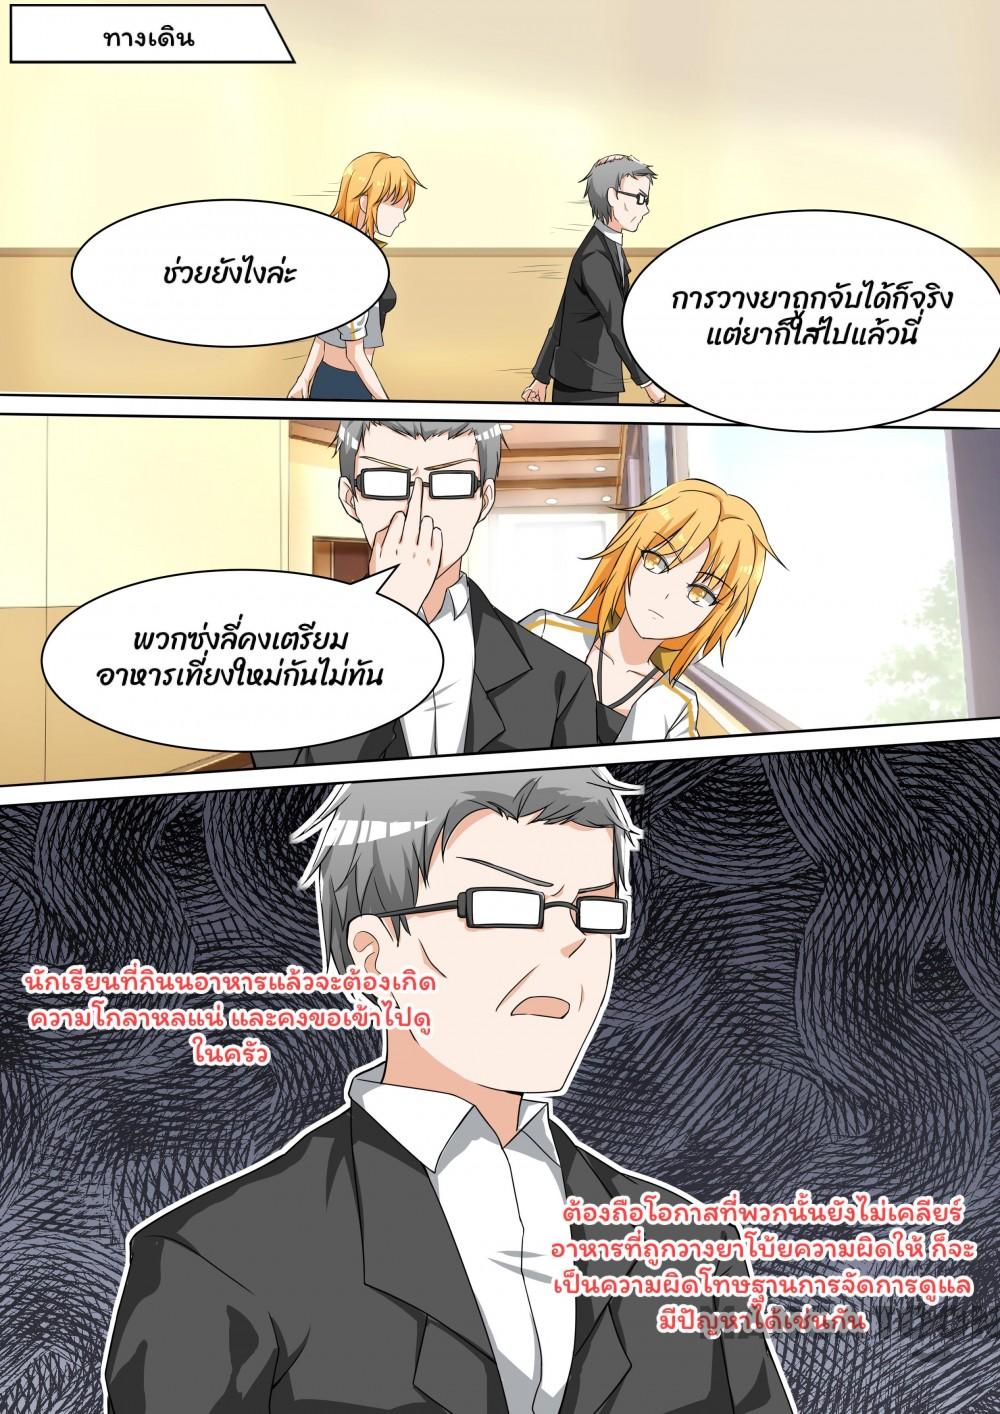 ทางเดิน
ช่วยยังไงล่ะ
การวางยาถูกจับได้ก็จริง
แต่ยาก็ใส่ไปแล้วนี่
พวกซ่งลี่คงเตรียม
อาหารเที่ยงใหม่กันไม่ทัน
นักเรียนที่กินนอาหารแล้วจะต้องเกิด
ความโกลาหลแน่ และคงขอเข้าไปดู
ในครัว
ต้องถือโอกาสที่พวกนั้นยังไม่เคลียร์
อาหารที่ถูกวางยาโบ้ยความผิดให้ ก็จะ
เป็นความผิดโทษฐานการจัดการดูแล
มีปัญหาได้เช่นกัน